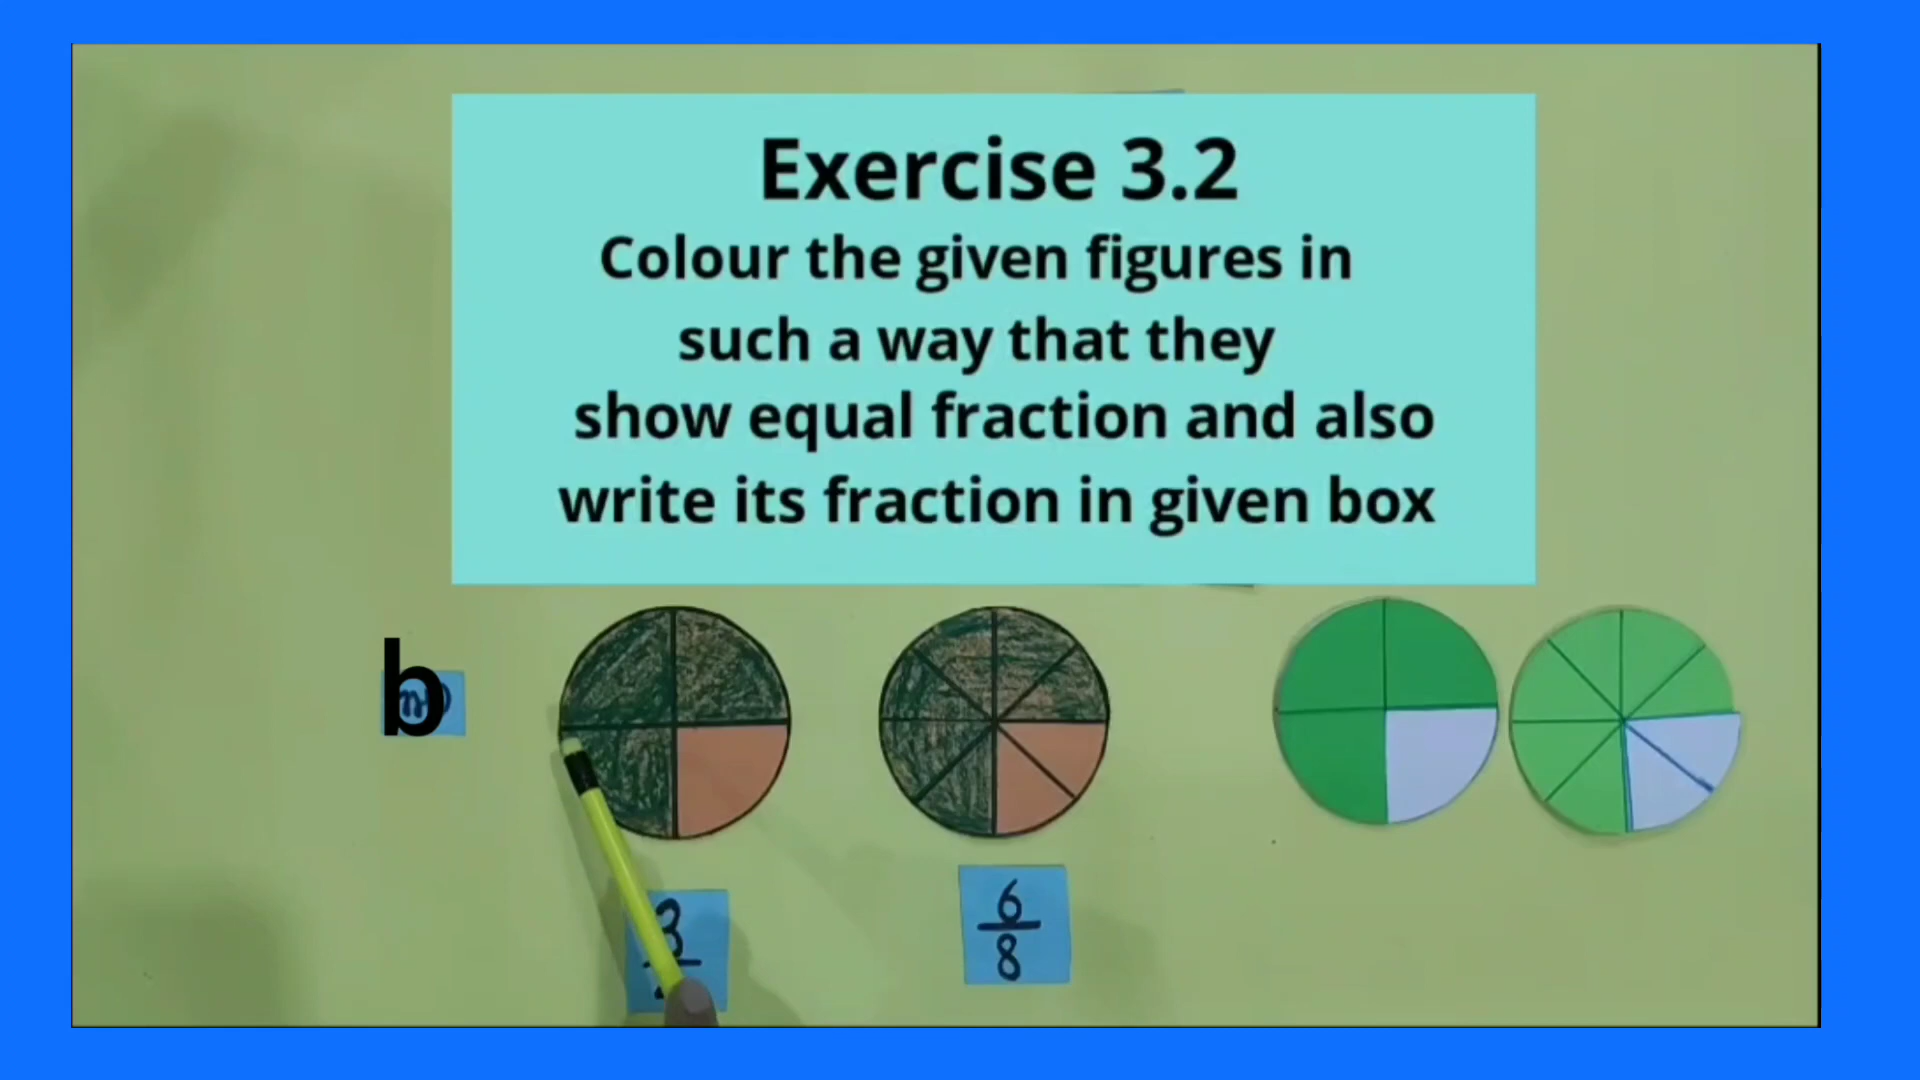 Exercise 3.2
Colour the given figures in
such a way that they
show equal fraction and also
write its fraction in given box
b
3
6
8